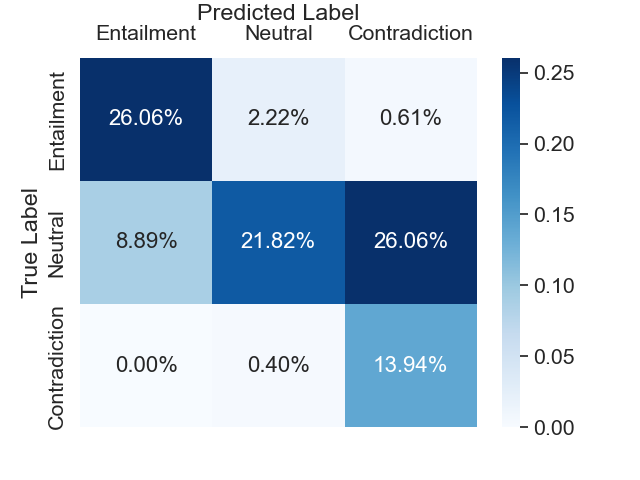 Predicted Label
Entailment Neutral Contradiction
True Label
Entailment
26.06% 2.22% 0.61%
Neutral
8.89% 21.82% 26.06%
Contradiction
0.00% 0.40% 13.94%
0.25
0.20
0.15
0.10
0.05
0.00